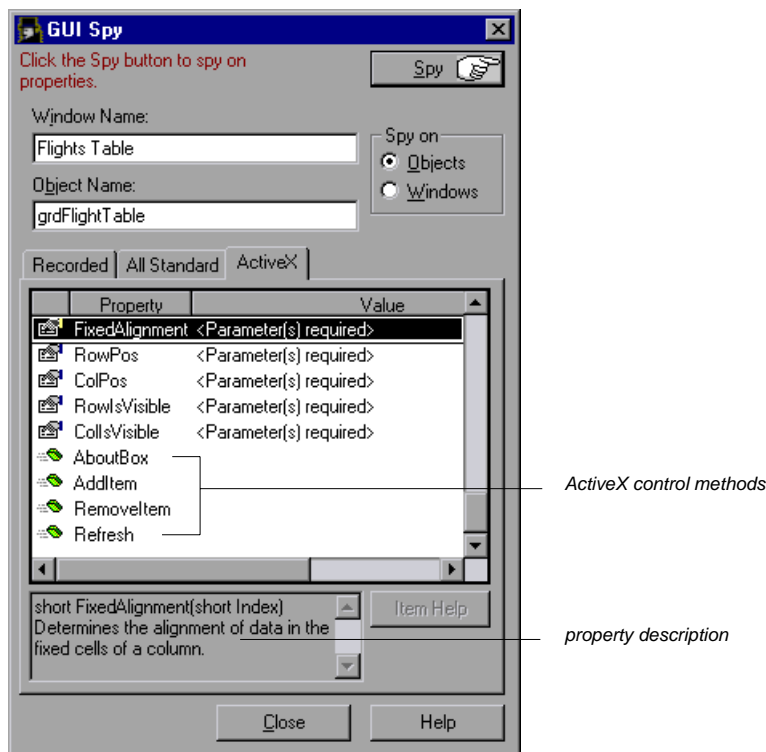 GUI Spy
Click the Spy button to spy on
properties.
Spy
Window Name:
Flights Table
Spy on
Objects
Windows
Object Name:
grdFlightTable
Recorded All Standard ActiveX
Property Value
FixedAlignment <Parameter(s) required>
RowPos <Parameter(s) required>
ColPos <Parameter(s) required>
RowIsVisible <Parameter(s) required>
ColIsVisible <Parameter(s) required>
AboutBox
AddItem
RemoveItem
Refresh
ActiveX control methods
short FixedAlignment(short Index)
Determines the alignment of data in the
fixed cells of a column.
Item Help
property description
Close Help